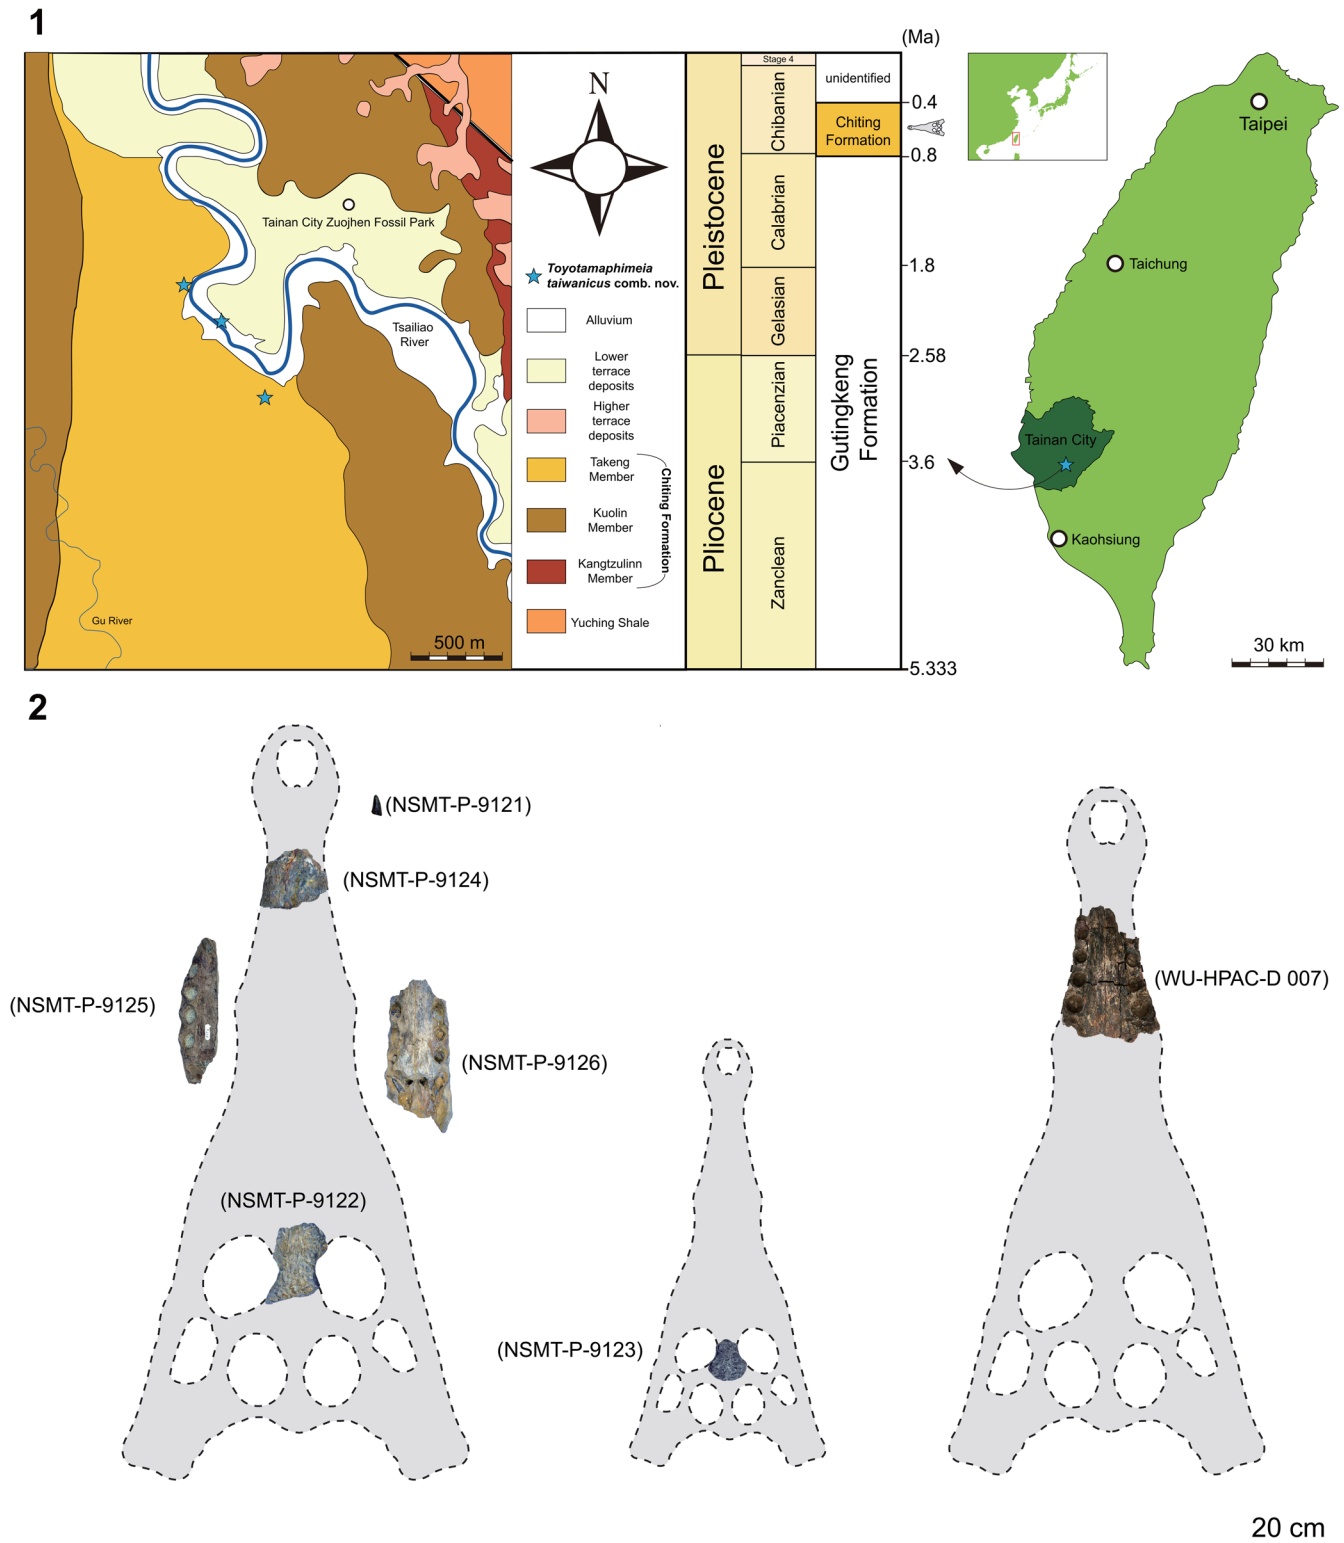 1
Tainan City Zuojhen Fossil Park
Tsailiao
River
Gu River
500 m
N
Toyotamaphimeia
taiwanicus comb. nov.
Alluvium
Lower
terrace
deposits
Higher
terrace
deposits
Takeng
Member
Kuolin
Member
Kangtzulinn
Member
Chiting Formation
Yuching Shale
Pleistocene
Pliocene
Stage 4
Chibanian
Calabrian
Gelasian
Piacenzian
Zanclean
unidentified
Chiting
Formation
Gutingkeng
Formation
(Ma)
0.4
0.8
1.8
2.58
3.6
5.333
Taipei
Taichung
Tainan City
Kaohsiung
30 km
2
(NSMT-P-9121)
(NSMT-P-9124)
(NSMT-P-9125)
(NSMT-P-9126)
(NSMT-P-9122)
(NSMT-P-9123)
(WU-HPAC-D 007)
20 cm